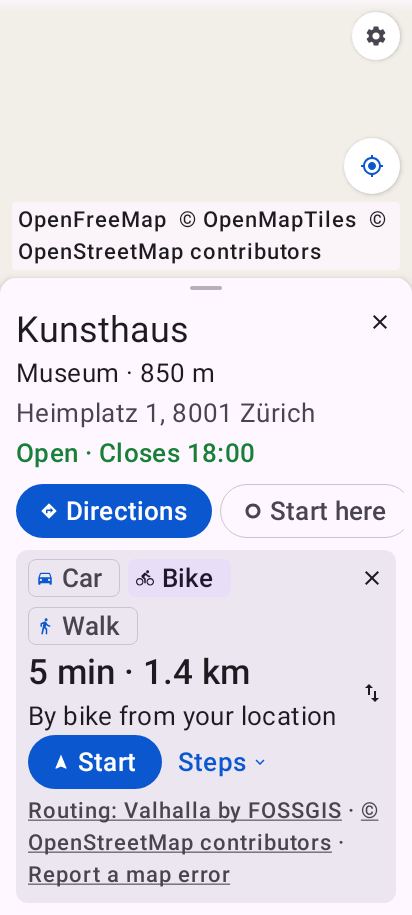 OpenFreeMap © OpenMapTiles ©
OpenStreetMap contributors
Kunsthaus
Museum · 850 m
Heimplatz 1, 8001 Zürich
Open · Closes 18:00
Directions
Start here
Car
Bike
Walk
5 min · 1.4 km
By bike from your location
Start
Steps
Routing: Valhalla by FOSSGIS · ©
OpenStreetMap contributors ·
Report a map error